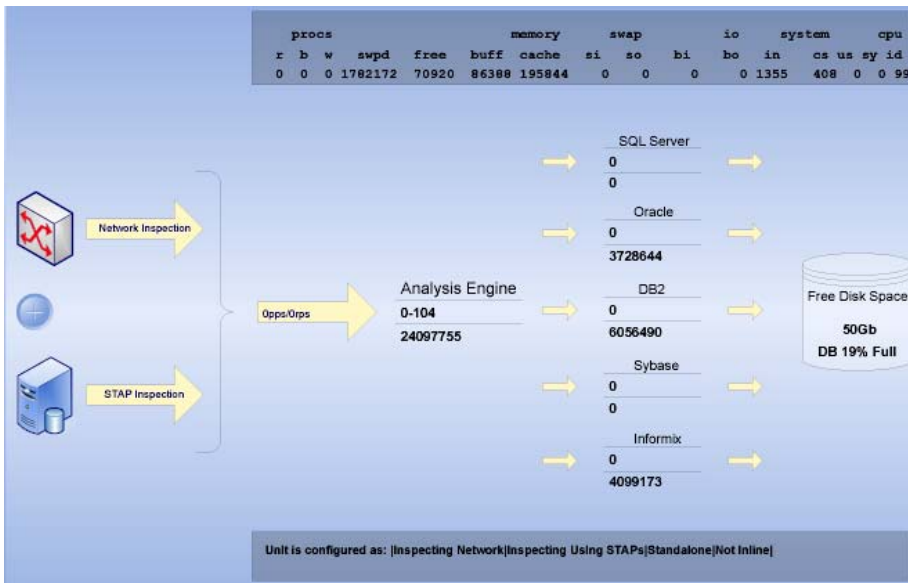 procs memory swap io system cpu
r b w swpd free buff cache si so bi bo in cs us sy id
0 0 0 1782172 70920 86388 195844 0 0 0 0 1355 408 0 0 99
SQL Server
0
0
Oracle
0
3728644
Network Inspection
Analysis Engine
0-104
24097755
0pps/0rps
DB2
0
6056490
Free Disk Space
50Gb
DB 19% Full
Sybase
0
0
STAP Inspection
Informix
0
4099173
Unit is configured as: |Inspecting Network|Inspecting Using STAPs|Standalone|Not Inline|